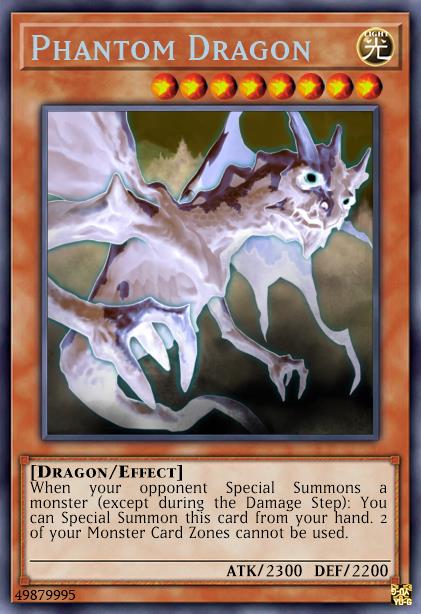 Phantom Dragon
LIGHT
光
[Dragon/Effect]
When your opponent Special Summons a
monster (except during the Damage Step): You
can Special Summon this card from your hand. 2
of your Monster Card Zones cannot be used.
ATK/2300 DEF/2200
49879995